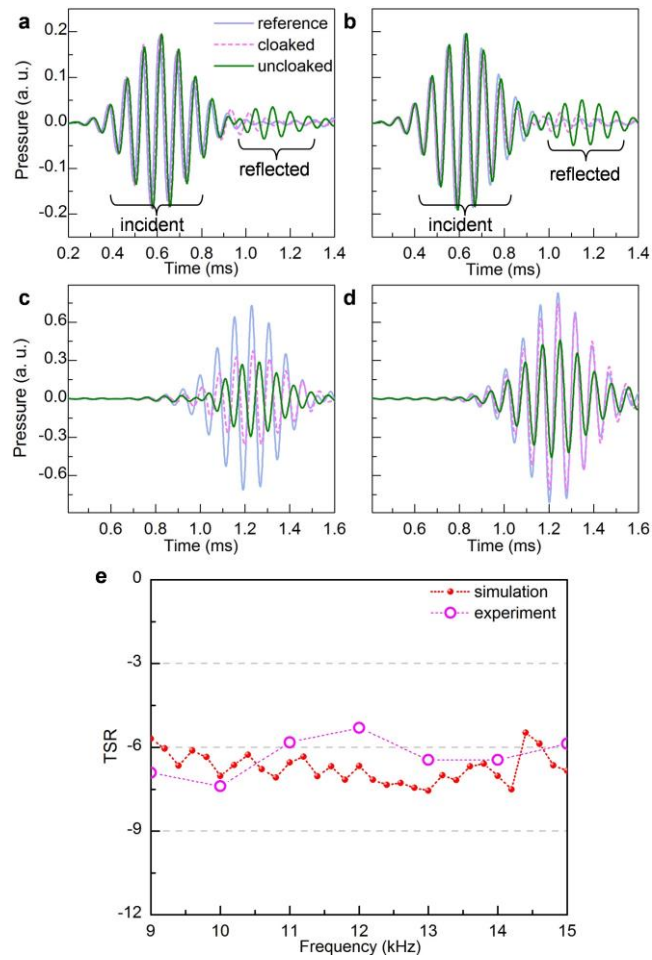 a
b
reference
cloaked
uncloaked
Pressure (a. u.)
0.2
0.1
0.0
-0.1
-0.2
incident
reflected
incident
reflected
0.2 0.4 0.6 0.8 1.0 1.2 1.4
0.2 0.4 0.6 0.8 1.0 1.2 1.4
Time (ms)
Time (ms)
c
d
Pressure (a. u.)
0.6
0.3
0.0
-0.3
-0.6
0.6 0.8 1.0 1.2 1.4 1.6
0.6 0.8 1.0 1.2 1.4 1.6
Time (ms)
Time (ms)
e
simulation
experiment
TSR
0
-3
-6
-9
-12
9 10 11 12 13 14 15
Frequency (kHz)